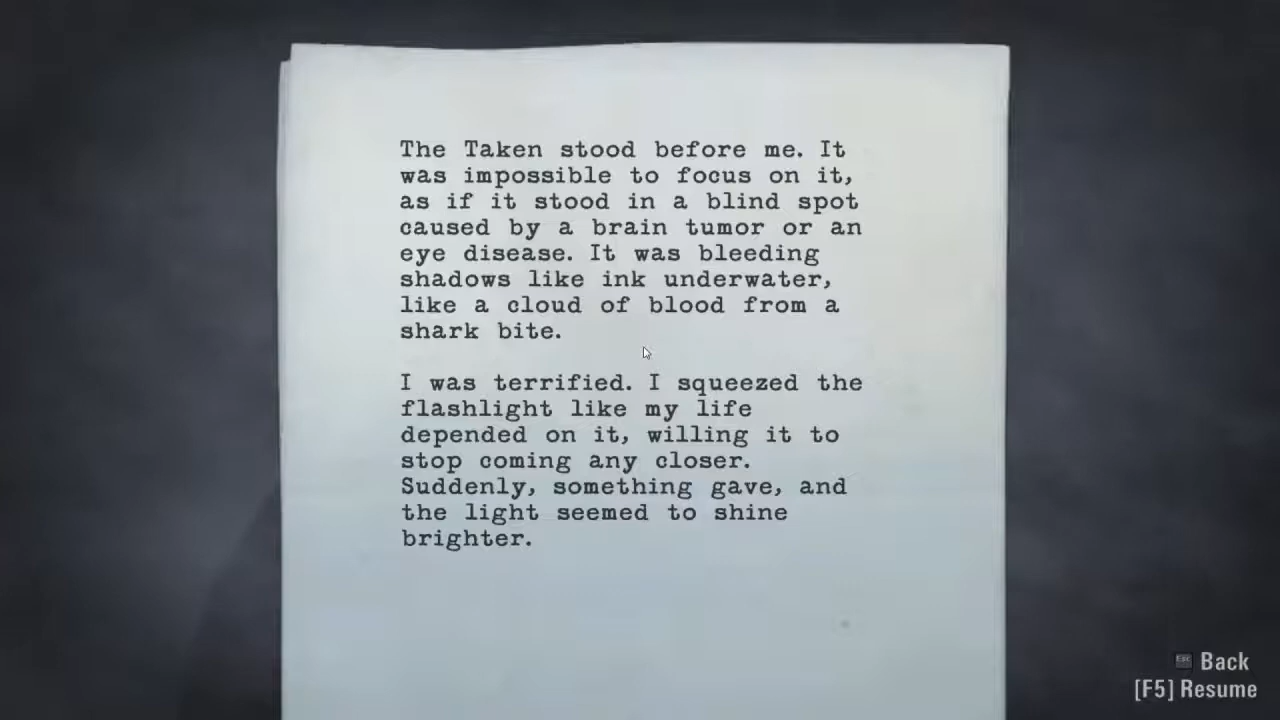 The Taken stood before me. It
was impossible to focus on it,
as if it stood in a blind spot
caused by a brain tumor or an
eye disease. It was bleeding
shadows like ink underwater,
like a cloud of blood from a
shark bite.
I was terrified. I squeezed the
flashlight like my life
depended on it, willing it to
stop coming any closer.
Suddenly, something gave, and
the light seemed to shine
brighter.
Esc Back
[F5] Resume